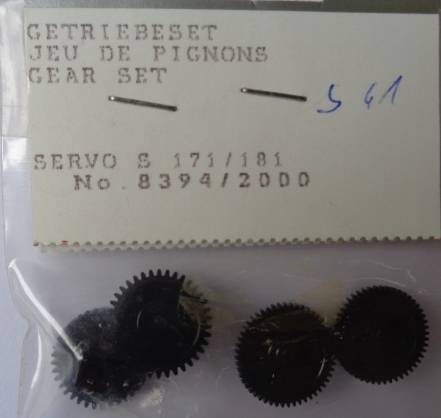 GETRIEBESET
JEU DE PIGNONS
GEAR SET
S 41
SERVO S 171/181
No. 8394/2000